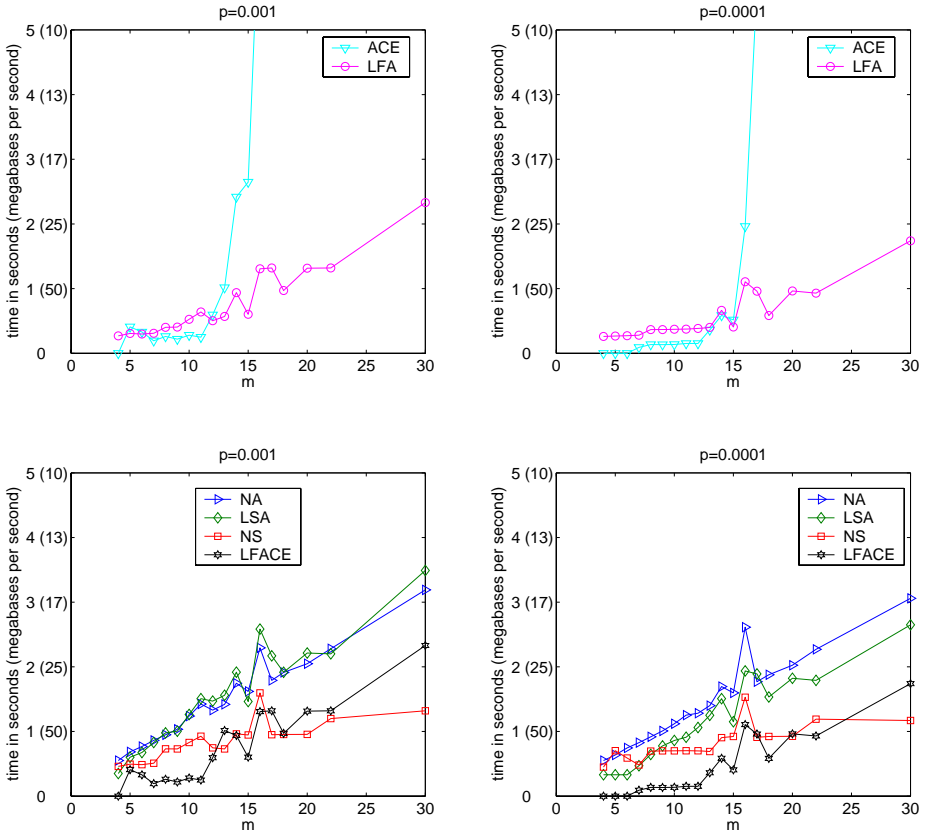 p=0.001
5 (10)
4 (13)
3 (17)
2 (25)
1 (50)
0
5
10
15
20
25
30
m
time in seconds (megabases per second)
ACE
LFA
p=0.0001
5 (10)
4 (13)
3 (17)
2 (25)
1 (50)
0
0
5
10
15
20
25
30
m
time in seconds (megabases per second)
ACE
LFA
p=0.001
5 (10)
4 (13)
3 (17)
2 (25)
1 (50)
0
0
5
10
15
20
25
30
m
time in seconds (megabases per second)
NA
LSA
NS
LFACE
p=0.0001
5 (10)
4 (13)
3 (17)
2 (25)
1 (50)
0
0
5
10
15
20
25
30
m
time in seconds (megabases per second)
NA
LSA
NS
LFACE